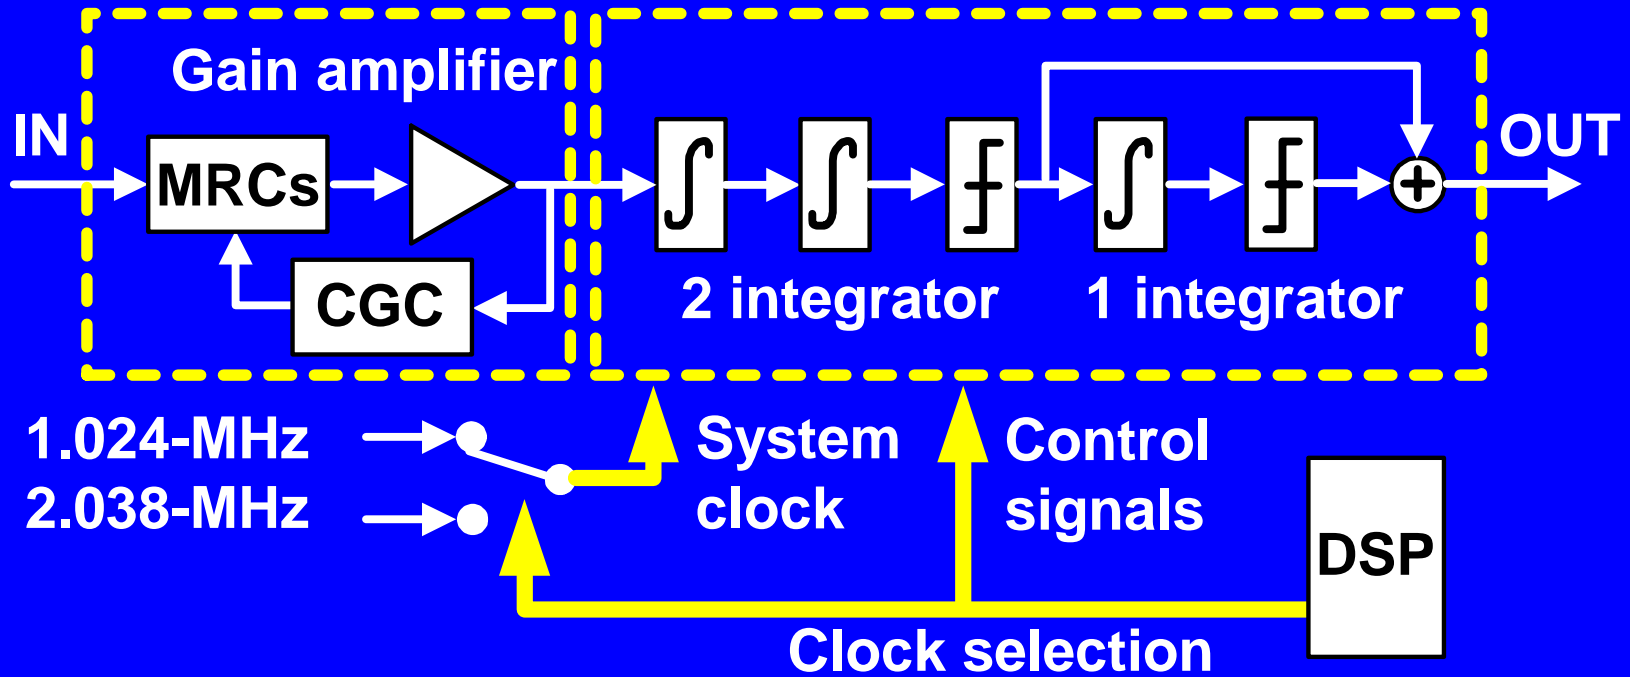 Gain amplifier
IN
MRCs
CGC
2 integrator
1 integrator
OUT
1.024-MHz
2.038-MHz
System
clock
Control
signals
DSP
Clock selection